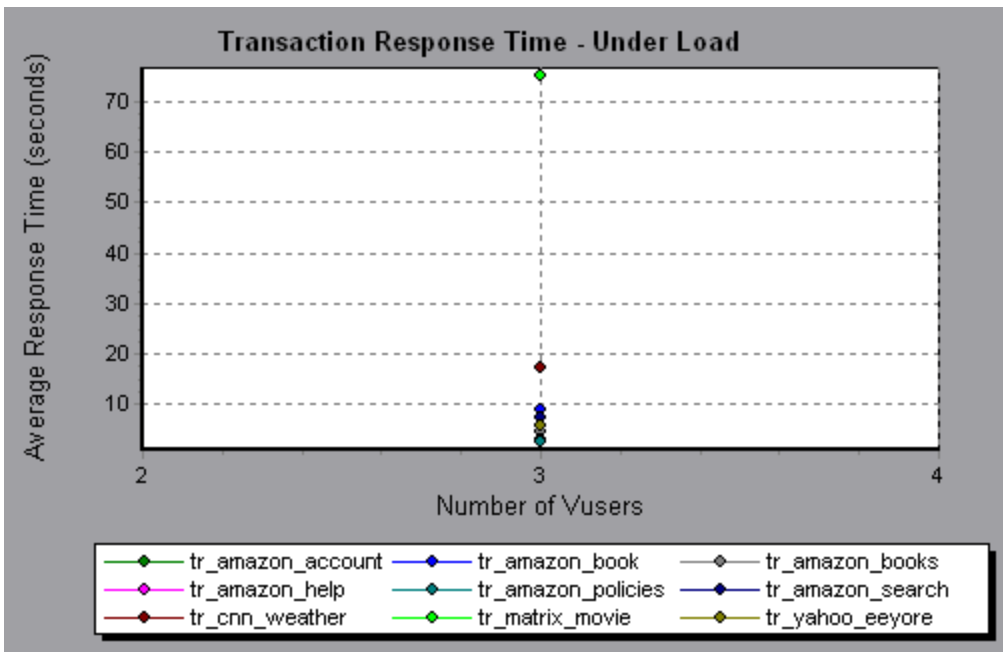 Transaction Response Time - Under Load
Average Response Time (seconds)
70
60
50
40
30
20
10
2 3 4
Number of Vusers
tr_amazon_account tr_amazon_book tr_amazon_books
tr_amazon_help tr_amazon_policies tr_amazon_search
tr_cnn_weather tr_matrix_movie tr_yahoo_eeyore